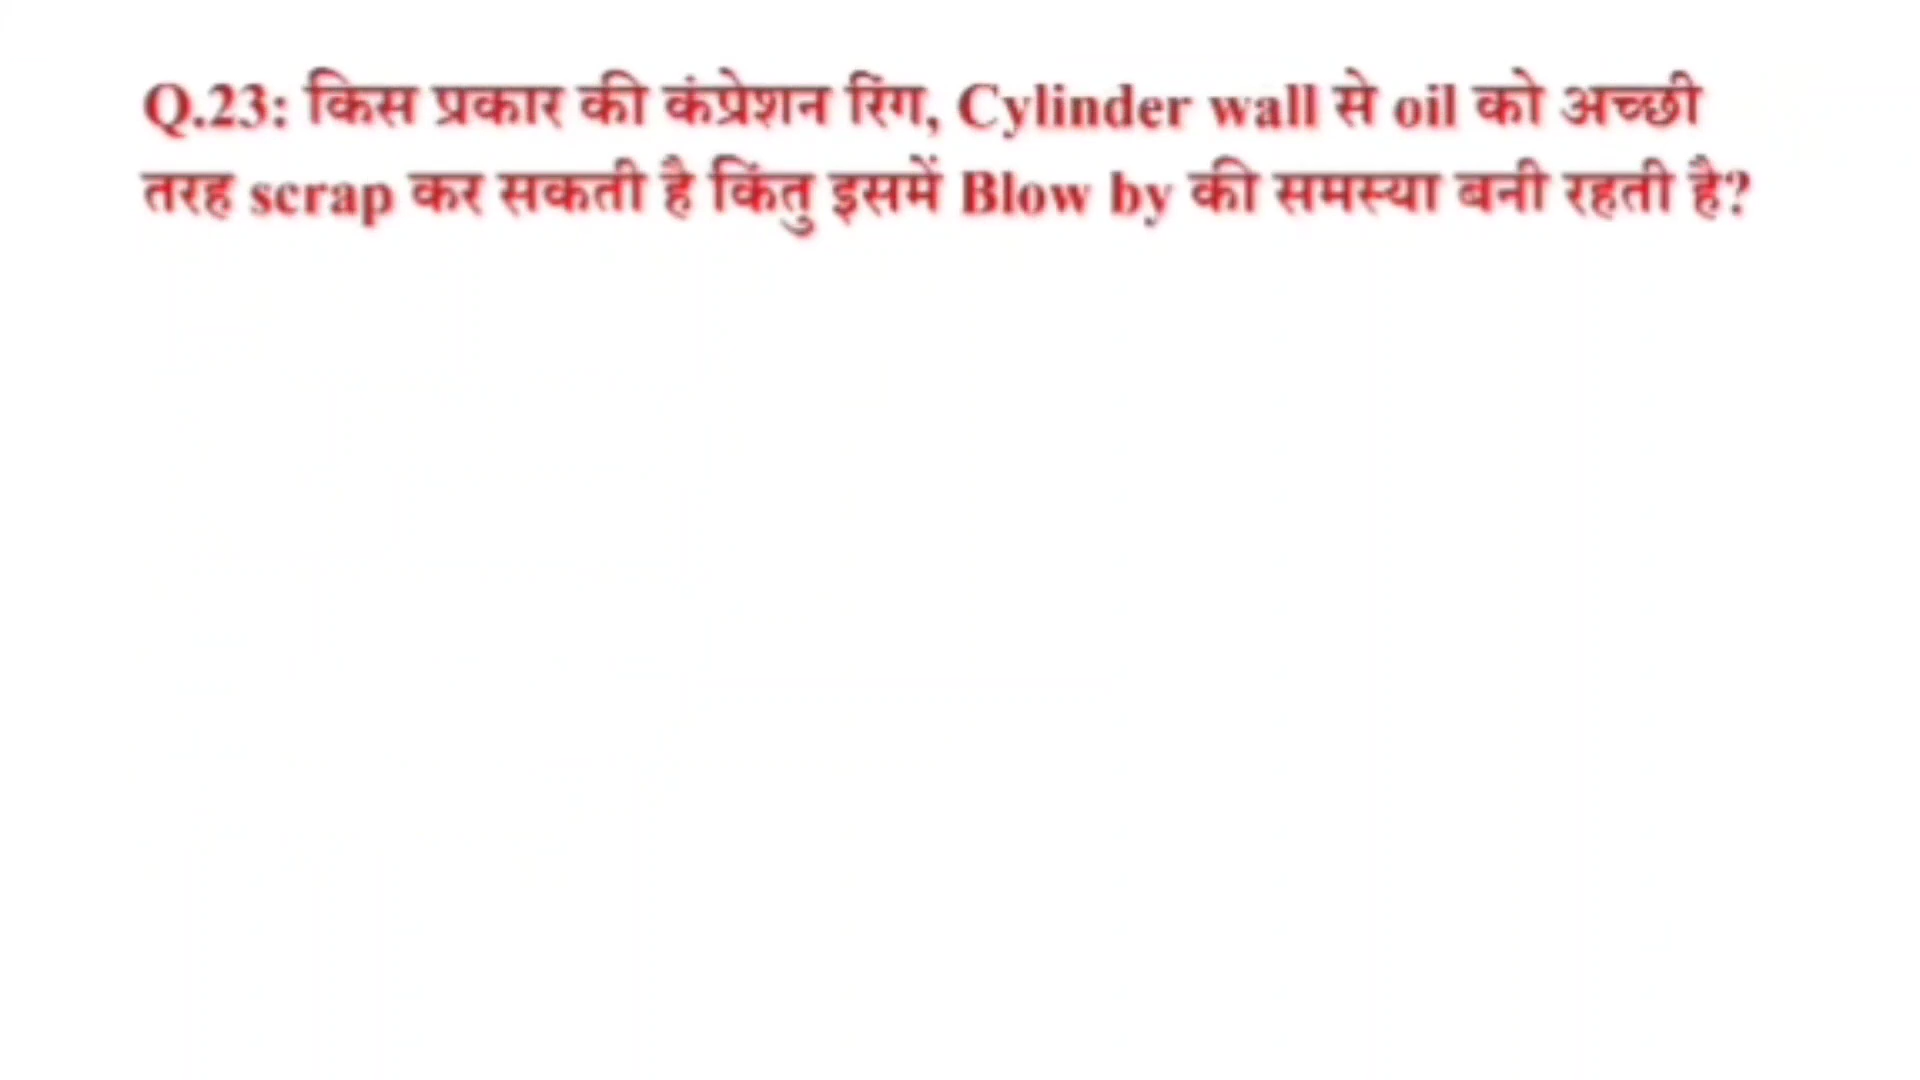 Q.23: किस प्रकार की कंप्रेशन रिंग, Cylinder wall से oil को अच्छी
तरह scrap कर सकती है किंतु इसमें Blow by की समस्या बनी रहती है?